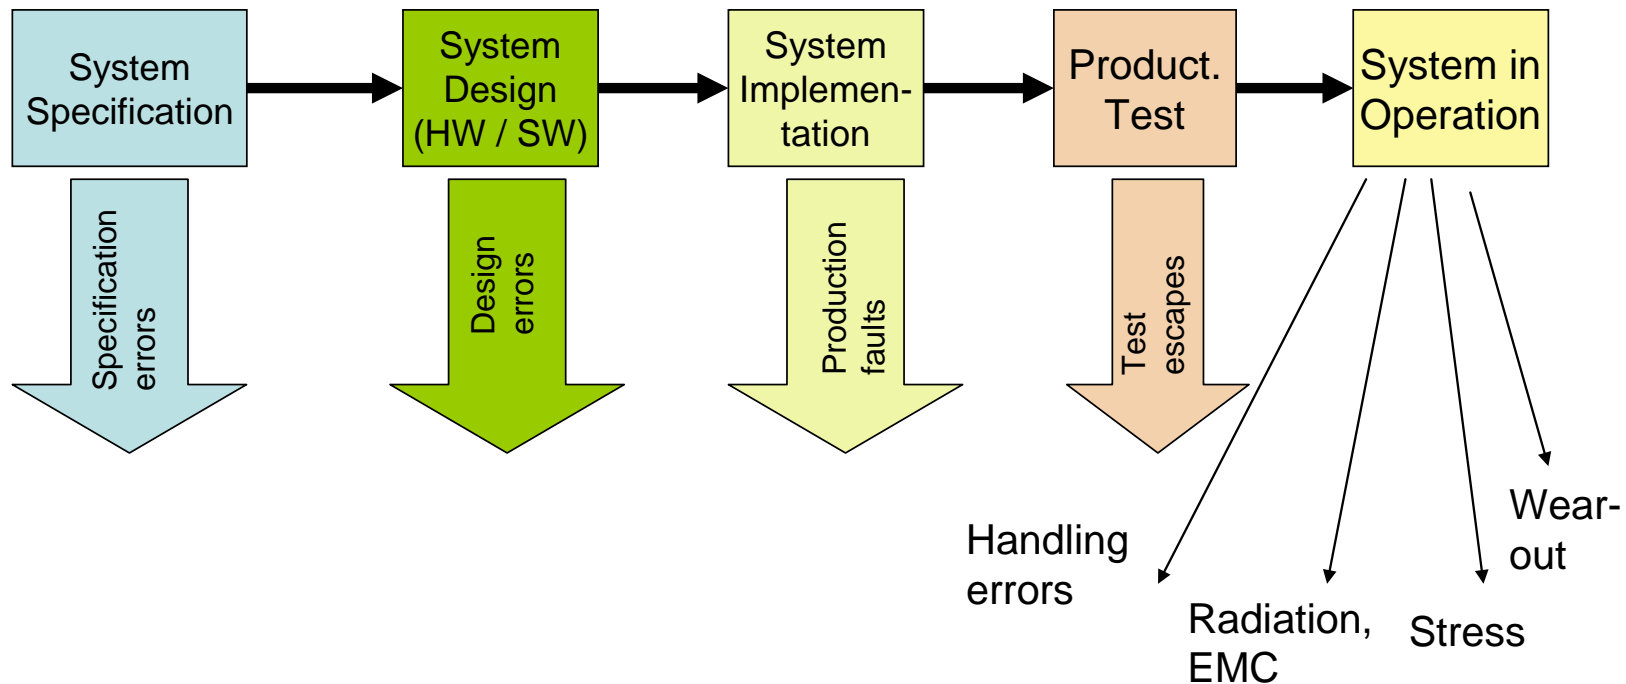 System
Specification
System
Design
(HW / SW)
System
Implemen-
tation
Product.
Test
System in
Operation
Specification
errors
Design
errors
Production
faults
Test
escapes
Handling
errors
Radiation,
EMC
Stress
Wear-
out